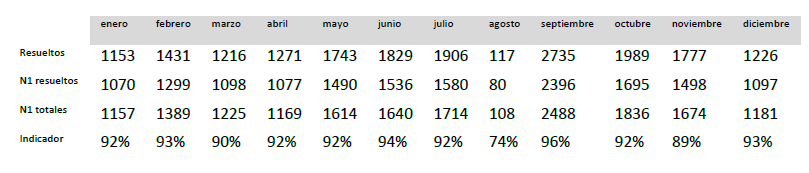 enero febrero marzo abril mayo junio julio agosto septiembre octubre noviembre diciembre
Resueltos 1153 1431 1216 1271 1743 1829 1906 117 2735 1989 1777 1226
N1 resueltos 1070 1299 1098 1077 1490 1536 1580 80 2396 1695 1498 1097
N1 totales 1157 1389 1225 1169 1614 1640 1714 108 2488 1836 1674 1181
Indicador 92% 93% 90% 92% 92% 94% 92% 74% 96% 92% 89% 93%